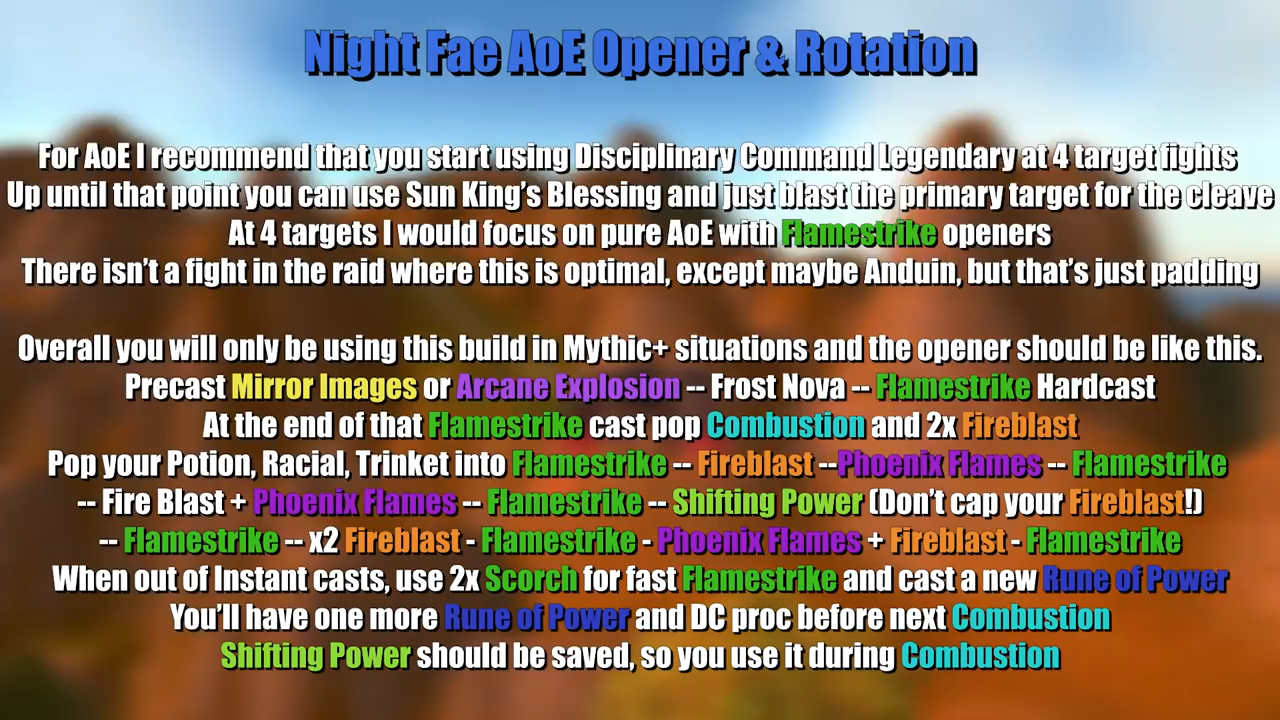 Night Fae AoE Opener & Rotation
For AoE I recommend that you start using Disciplinary Command Legendary at 4 target fights
Up until that point you can use Sun King's Blessing and just blast the primary target for the cleave
At 4 targets I would focus on pure AoE with Flamestrike openers
There isn't a fight in the raid where this is optimal, except maybe Anduin, but that's just padding
Overall you will only be using this build in Mythic+ situations and the opener should be like this.
Precast Mirror Images or Arcane Explosion -- Frost Nova -- Flamestrike Hardcast
At the end of that Flamestrike cast pop Combustion and 2x Fireblast
Pop your Potion, Racial, Trinket into Flamestrike -- Fireblast --Phoenix Flames -- Flamestrike
-- Fire Blast + Phoenix Flames -- Flamestrike -- Shifting Power (Don't cap your Fireblast!)
-- Flamestrike -- x2 Fireblast - Flamestrike - Phoenix Flames + Fireblast - Flamestrike
When out of Instant casts, use 2x Scorch for fast Flamestrike and cast a new Rune of Power
You'll have one more Rune of Power and DC proc before next Combustion
Shifting Power should be saved, so you use it during Combustion